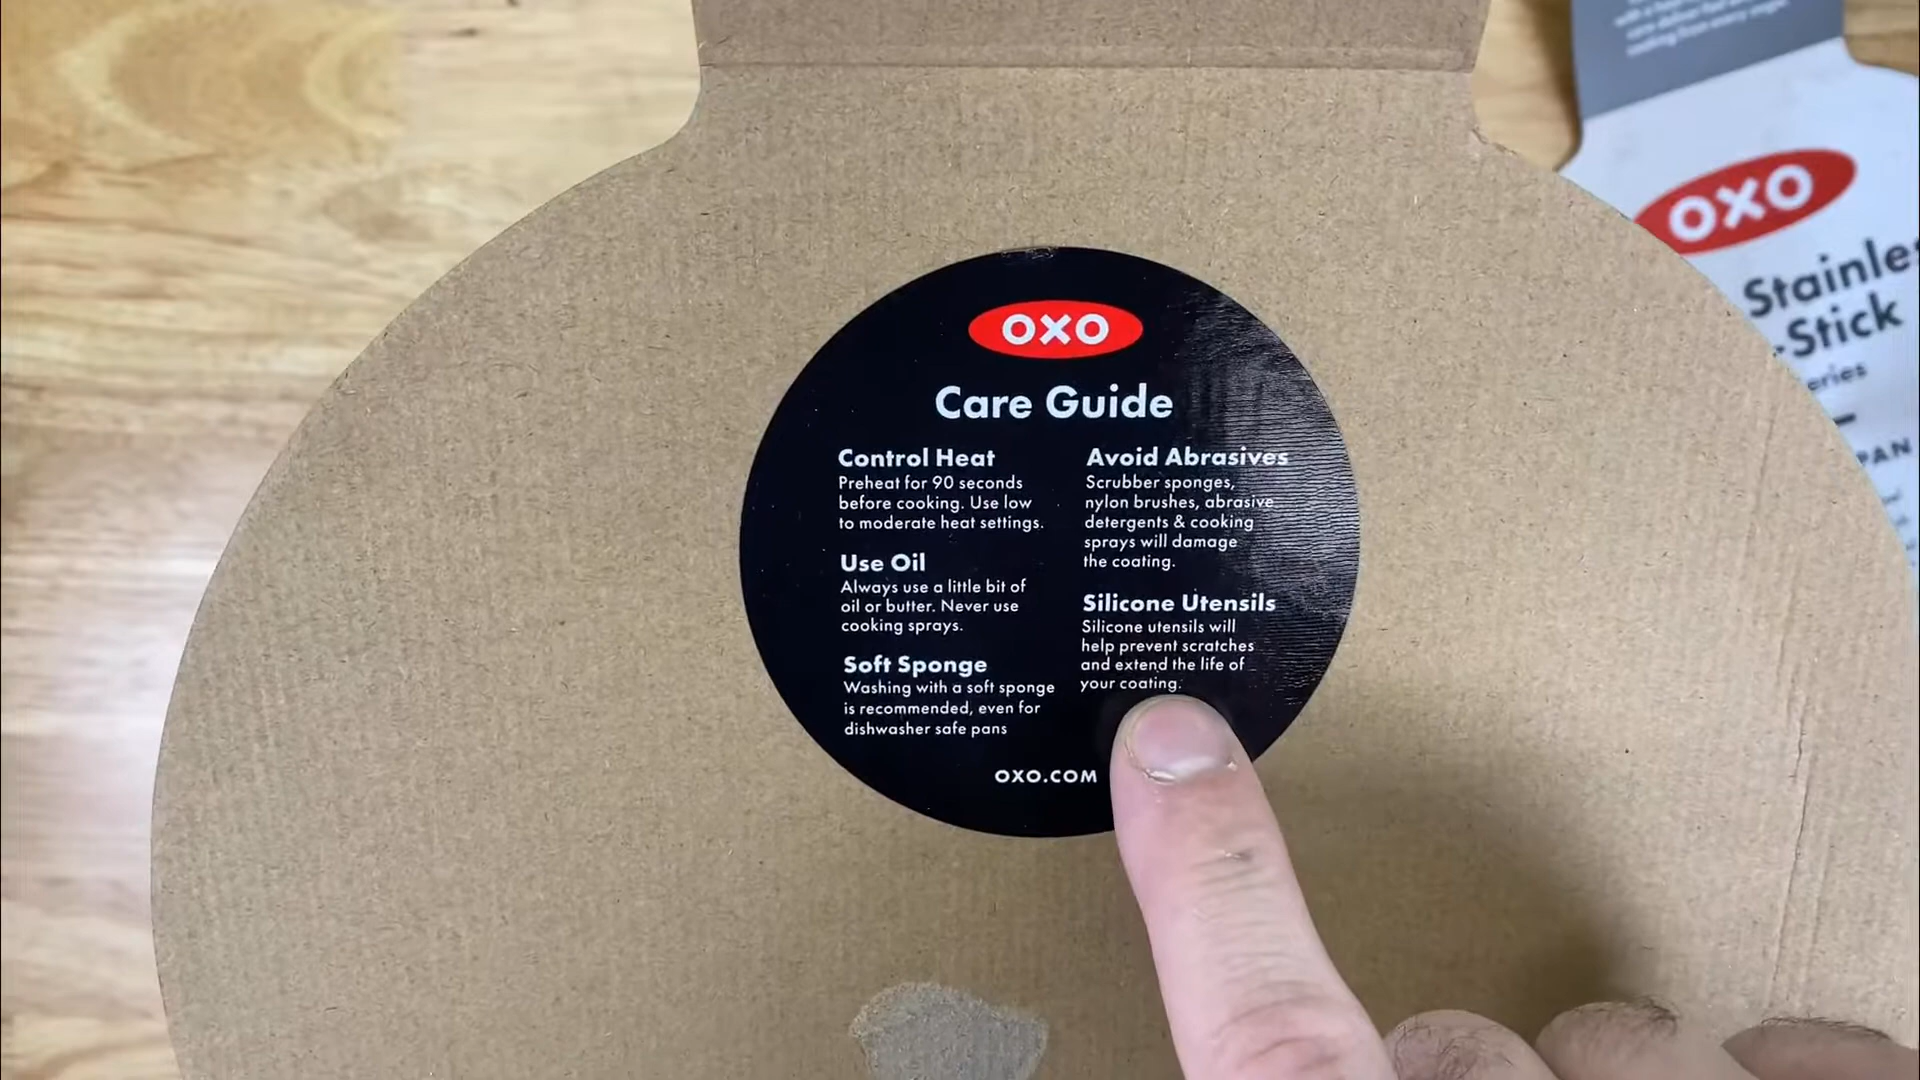 OXO
Care Guide
Control Heat
Preheat for 90 seconds
before cooking. Use low
to moderate heat settings.
Use Oil
Always use a little bit of
oil or butter. Never use
cooking sprays.
Soft Sponge
Washing with a soft sponge
is recommended, even for
dishwasher safe pans
Avoid Abrasives
Scrubber sponges,
nylon brushes, abrasive
detergents & cooking
sprays will damage
the coating.
Silicone Utensils
Silicone utensils will
help prevent scratches
and extend the life of
your coating.
OXO.COM
OXO
Stainles
-Stick
eries
PAN